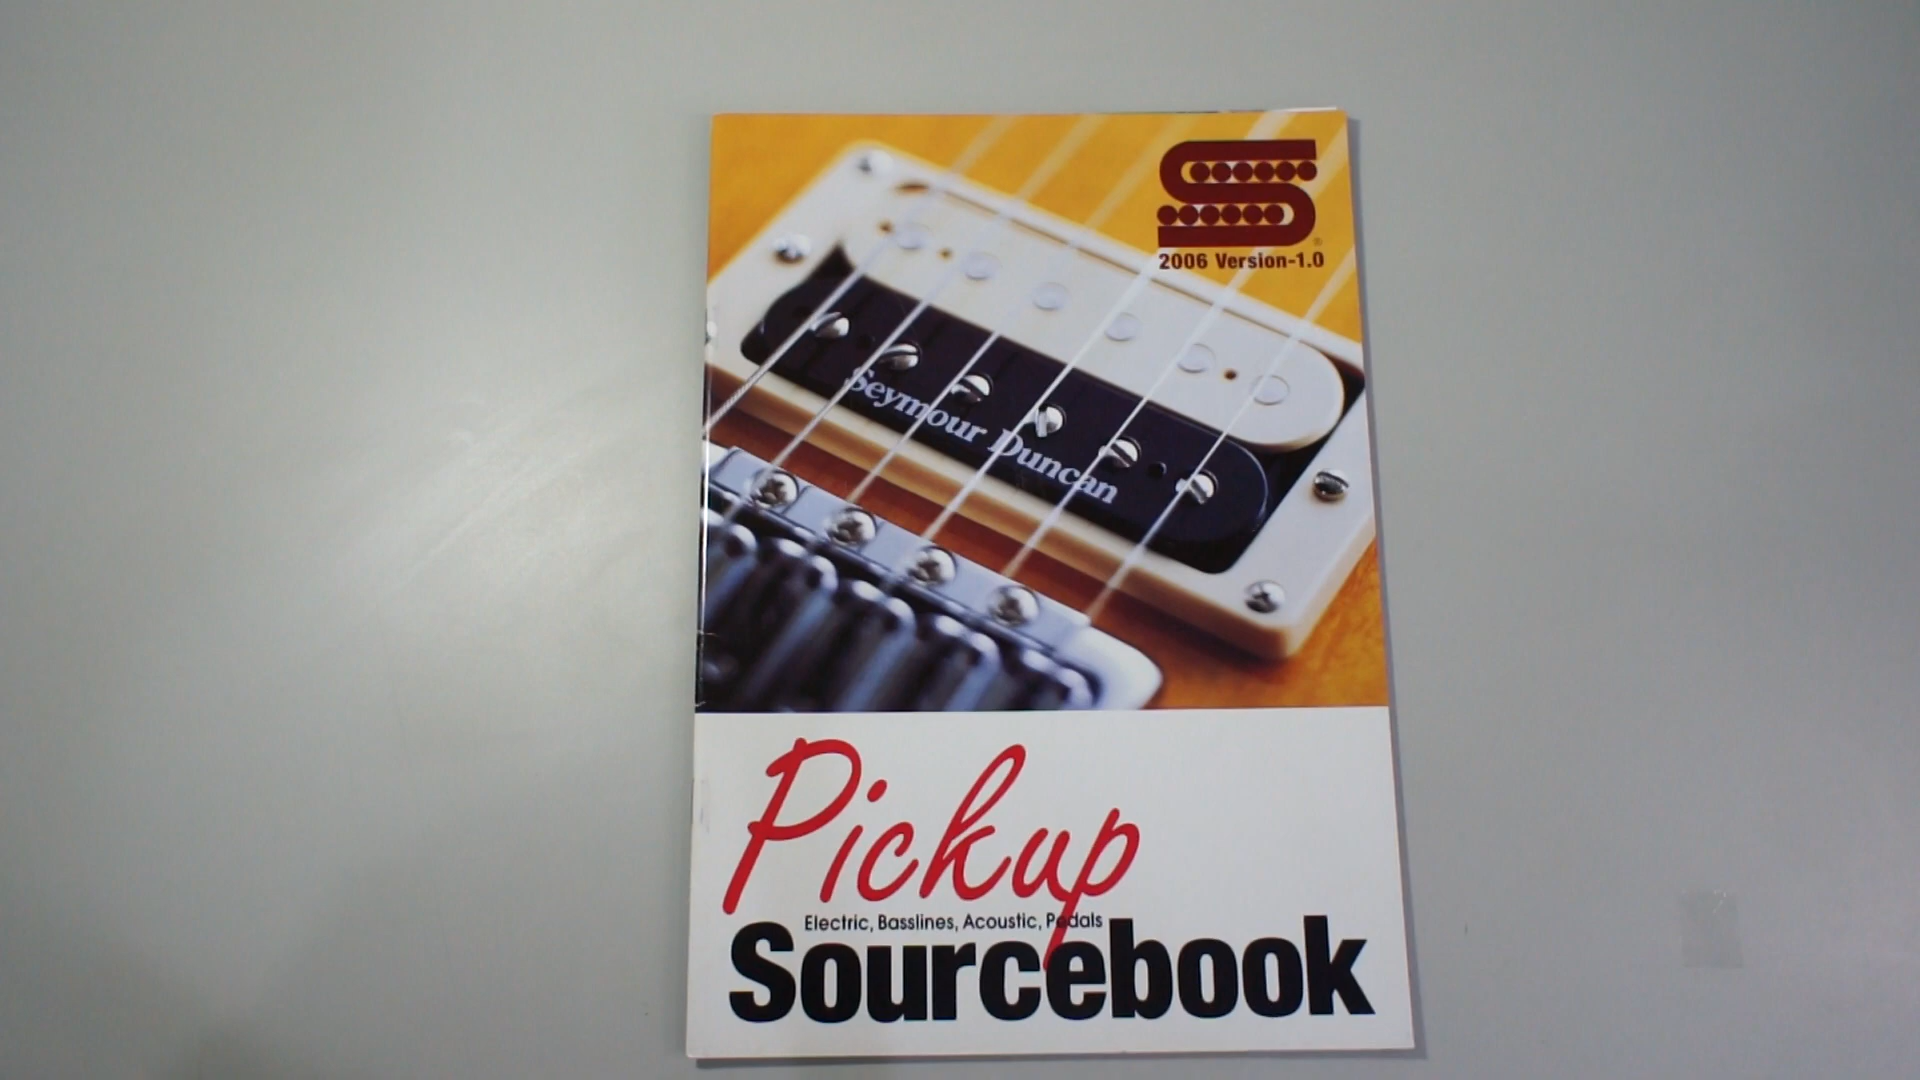 ®
2006 Version-1.0
Seymour Duncan
Pickup
Electric, Basslines, Acoustic, Pedals
Sourcebook